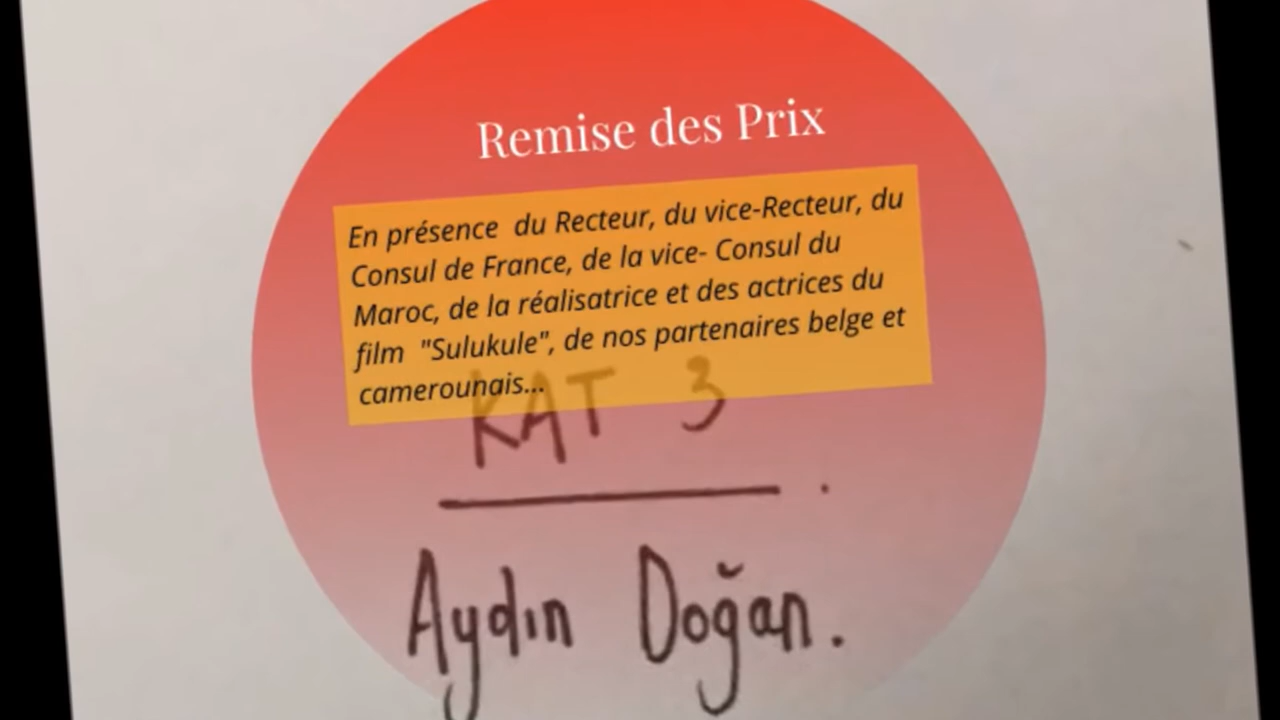 Remise des Prix
En présence du Recteur, du vice-Recteur, du
Consul de France, de la vice- Consul du
Maroc, de la réalisatrice et des actrices du
film "Sulukule", de nos partenaires belge et
camerounais...
KAT 3
Aydın Doğan.